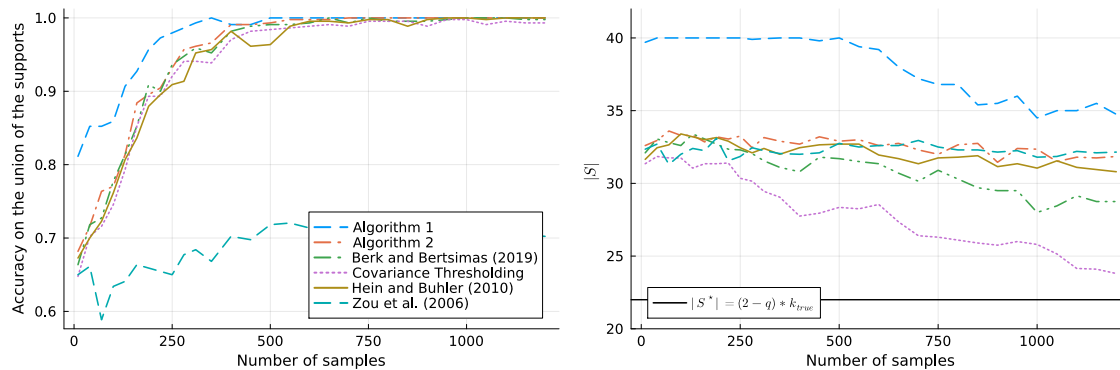 Accuracy on the union of the supports
1.0
0.9
0.8
0.7
0.6
0
250
500
750
1000
Number of samples
Algorithm 1
Algorithm 2
Berk and Bertsimas (2019)
Covariance Thresholding
Hein and Buhler (2010)
Zou et al. (2006)
|S|
40
35
30
25
20
0
250
500
750
1000
Number of samples
|S⋆| = (2 − q) * k_true